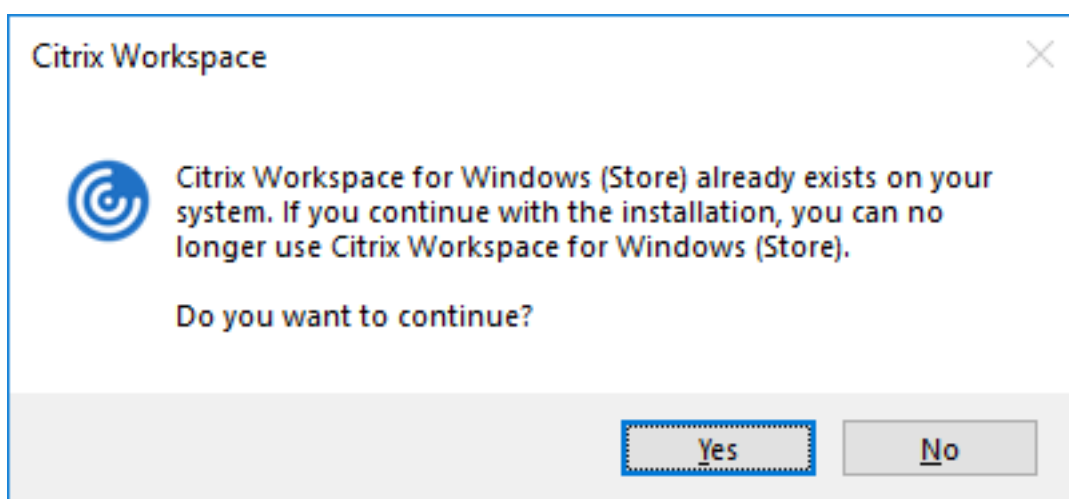 Citrix Workspace
Citrix Workspace for Windows (Store) already exists on your
system. If you continue with the installation, you can no
longer use Citrix Workspace for Windows (Store).
Do you want to continue?
Yes
No